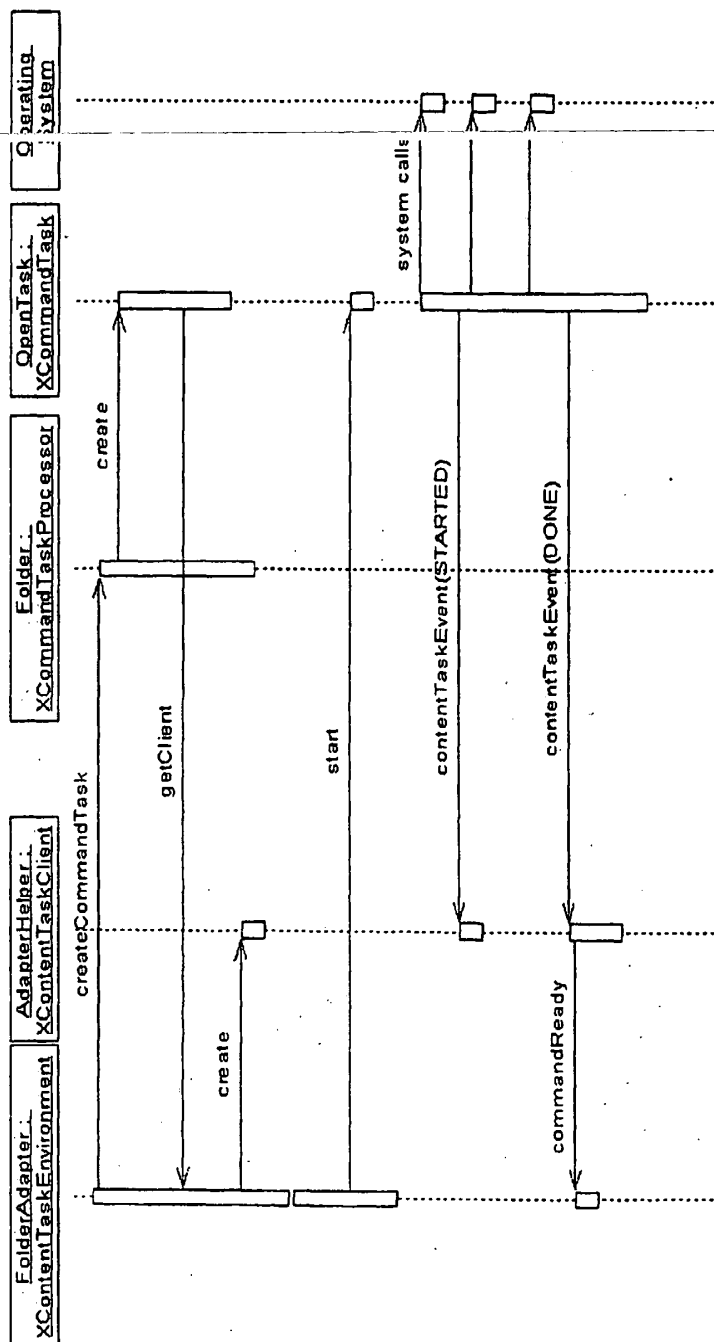 FolderAdapter :
XContentTaskEnvironment
AdapterHelper :
XContentTaskClient
Folder :
XCommandTaskProcessor
OpenTask :
XCommandTask
Operating
System
createCommandTask
create
getClient
create
start
system calls
contentTaskEvent(STARTED)
contentTaskEvent(DONE)
commandReady